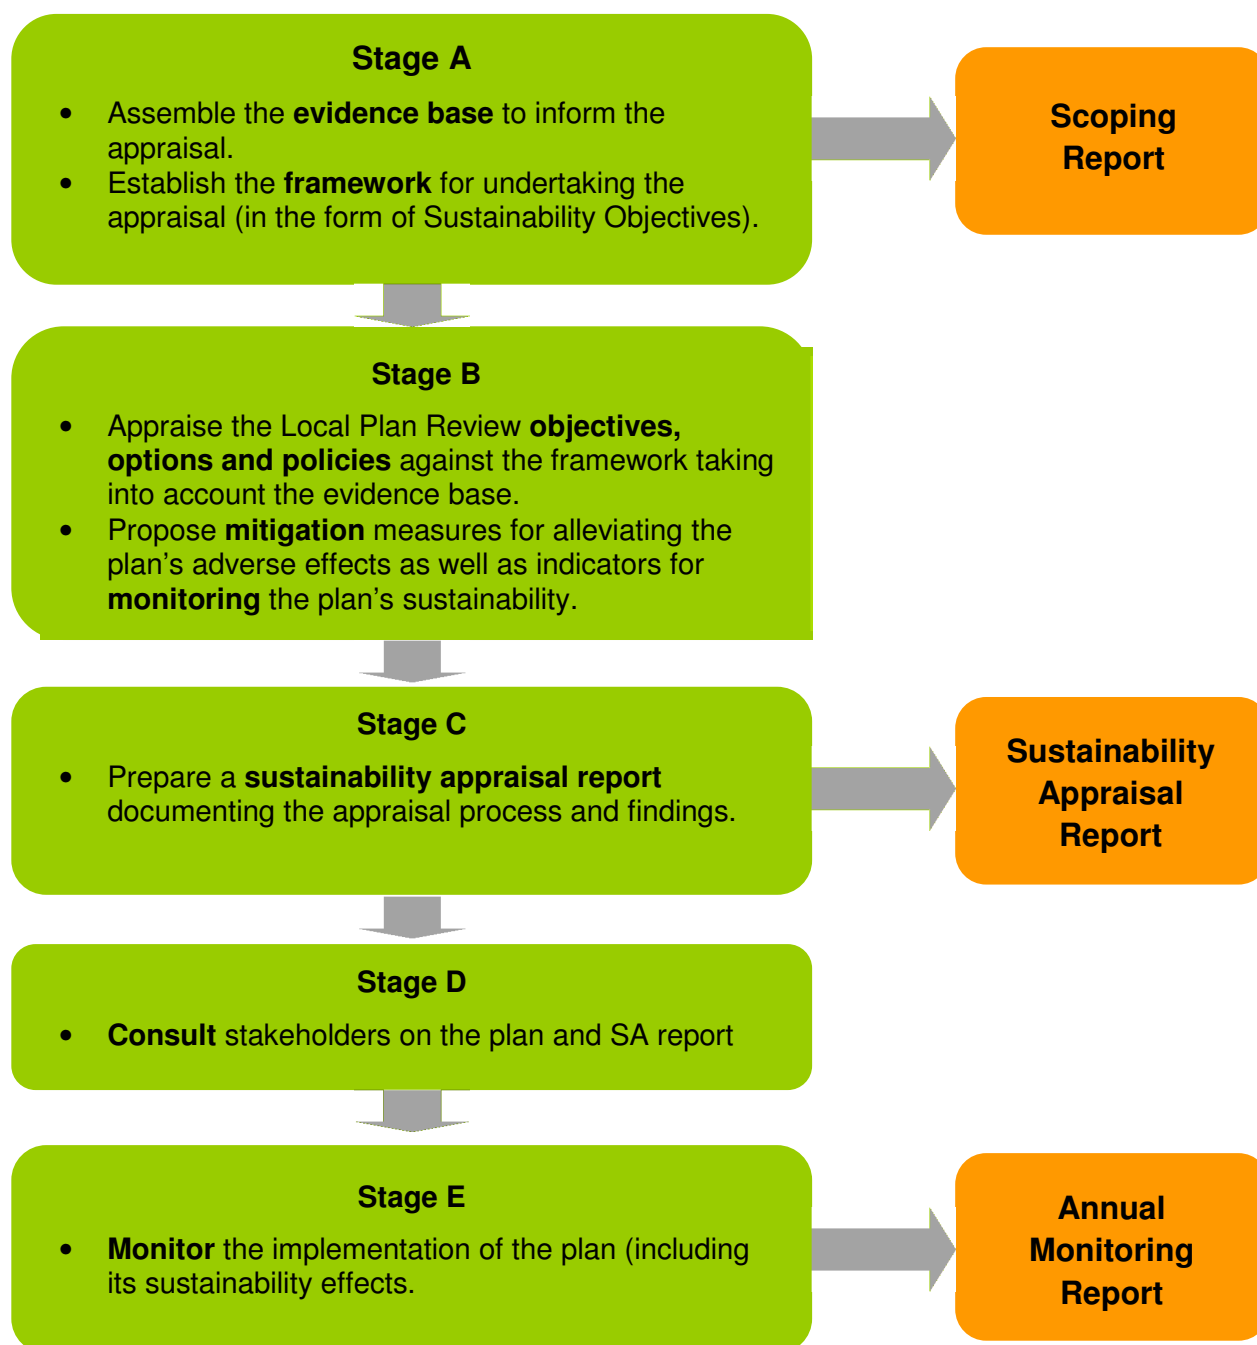 Stage A
• Assemble the evidence base to inform the
appraisal.
• Establish the framework for undertaking the
appraisal (in the form of Sustainability Objectives).
Scoping
Report
Stage B
• Appraise the Local Plan Review objectives,
options and policies against the framework taking
into account the evidence base.
• Propose mitigation measures for alleviating the
plan’s adverse effects as well as indicators for
monitoring the plan’s sustainability.
Stage C
• Prepare a sustainability appraisal report
documenting the appraisal process and findings.
Sustainability
Appraisal
Report
Stage D
• Consult stakeholders on the plan and SA report
Stage E
• Monitor the implementation of the plan (including
its sustainability effects.
Annual
Monitoring
Report